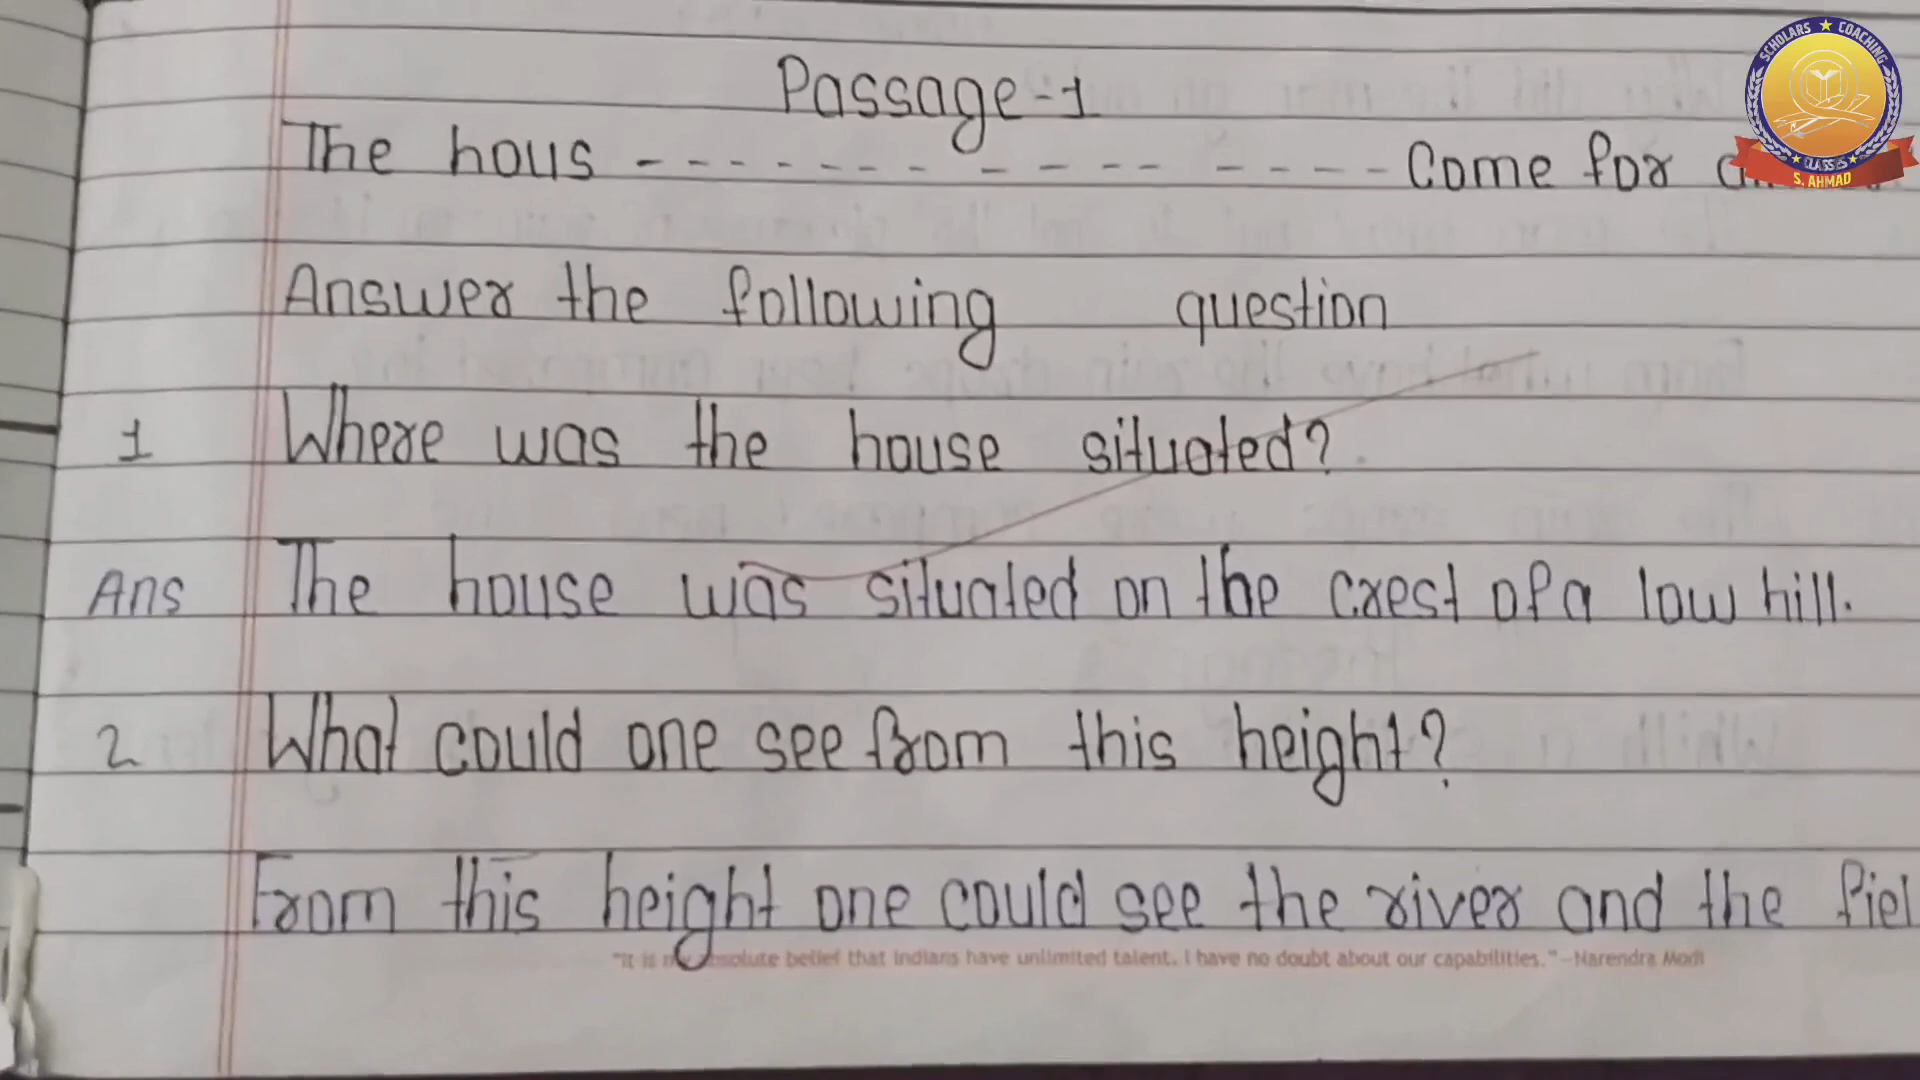 SCHOLARS ★ COACHING
★ CLASSES ★
S. AHMAD
Passage-1
The hous - - - - - - - - - - - - - - - - - Come for
Answer the following question
1 Where was the house situated?
Ans The house was situated on the crest of a low hill.
2 What could one see from this height?
From this height one could see the river and the fiel
"It is my absolute belief that Indians have unlimited talent. I have no doubt about our capabilities."-Narendra Modi